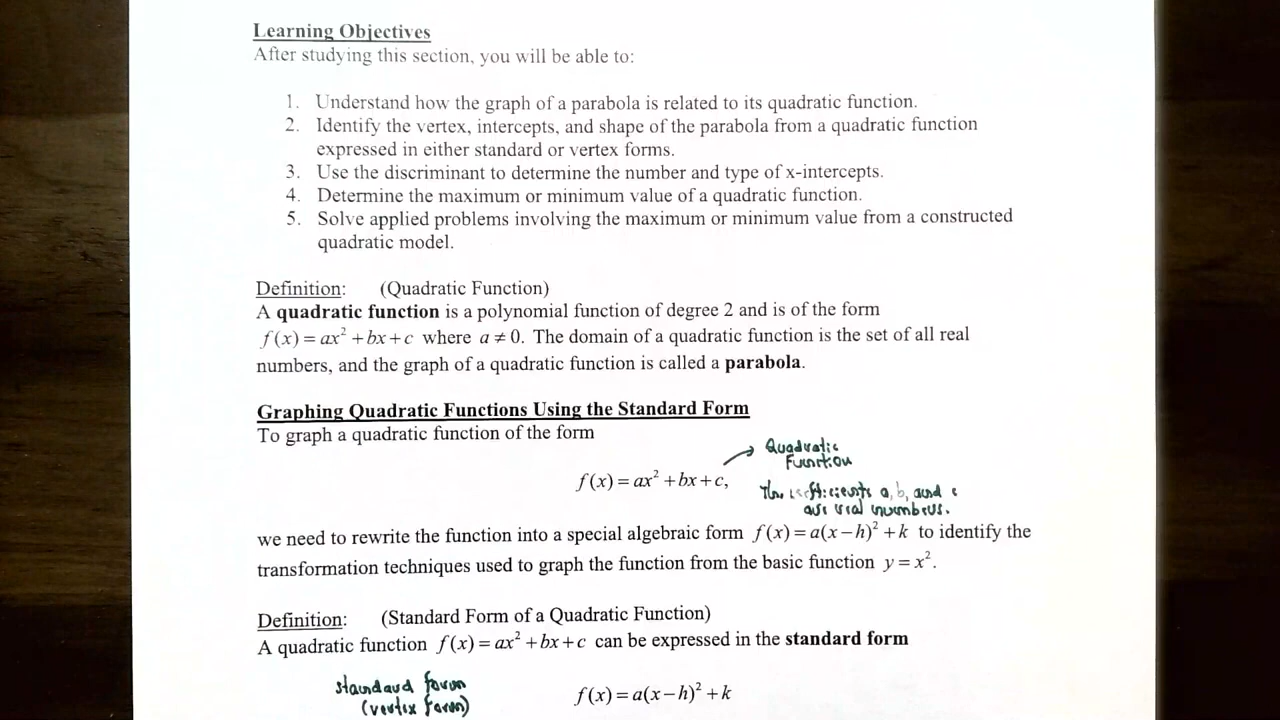 Learning Objectives
After studying this section, you will be able to:
1. Understand how the graph of a parabola is related to its quadratic function.
2. Identify the vertex, intercepts, and shape of the parabola from a quadratic function
expressed in either standard or vertex forms.
3. Use the discriminant to determine the number and type of x-intercepts.
4. Determine the maximum or minimum value of a quadratic function.
5. Solve applied problems involving the maximum or minimum value from a constructed
quadratic model.
Definition: (Quadratic Function)
A quadratic function is a polynomial function of degree 2 and is of the form
f(x) = ax² + bx + c where a ≠ 0. The domain of a quadratic function is the set of all real
numbers, and the graph of a quadratic function is called a parabola.
Graphing Quadratic Functions Using the Standard Form
To graph a quadratic function of the form
Quadratic
Function
f(x) = ax² + bx + c,
The coefficients a, b, and c
are real numbers.
we need to rewrite the function into a special algebraic form f(x) = a(x − h)² + k to identify the
transformation techniques used to graph the function from the basic function y = x².
Definition: (Standard Form of a Quadratic Function)
A quadratic function f(x) = ax² + bx + c can be expressed in the standard form
standard form
(vertex form)
f(x) = a(x − h)² + k